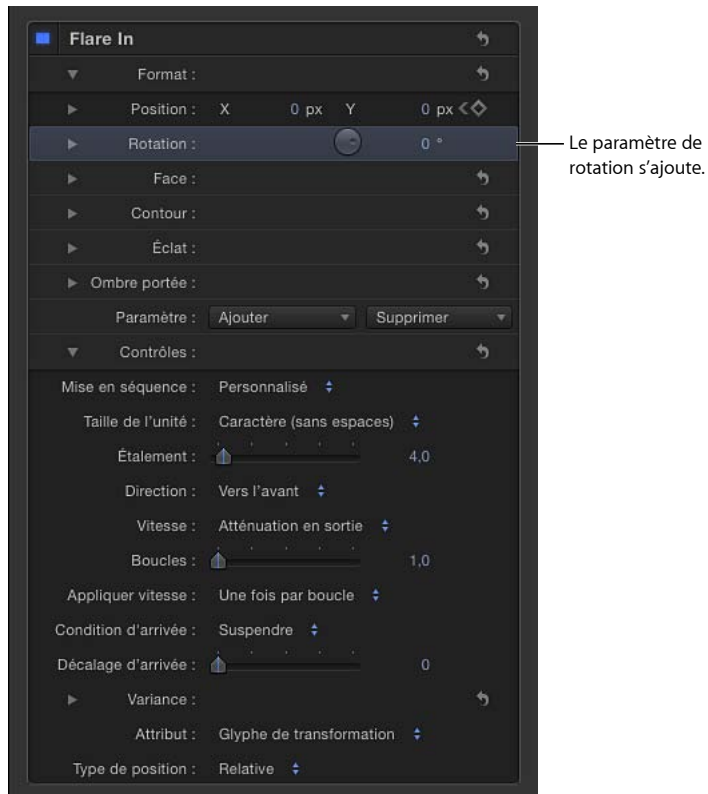 Flare In
Format :
Position : X 0 px Y 0 px
Rotation : 0 °
Le paramètre de
rotation s’ajoute.
Face :
Contour :
Éclat :
Ombre portée :
Paramètre : Ajouter Supprimer
Contrôles :
Mise en séquence : Personnalisé
Taille de l’unité : Caractère (sans espaces)
Étalement : 4,0
Direction : Vers l’avant
Vitesse : Atténuation en sortie
Boucles : 1,0
Appliquer vitesse : Une fois par boucle
Condition d’arrivée : Suspendre
Décalage d’arrivée : 0
Variance :
Attribut : Glyphe de transformation
Type de position : Relative